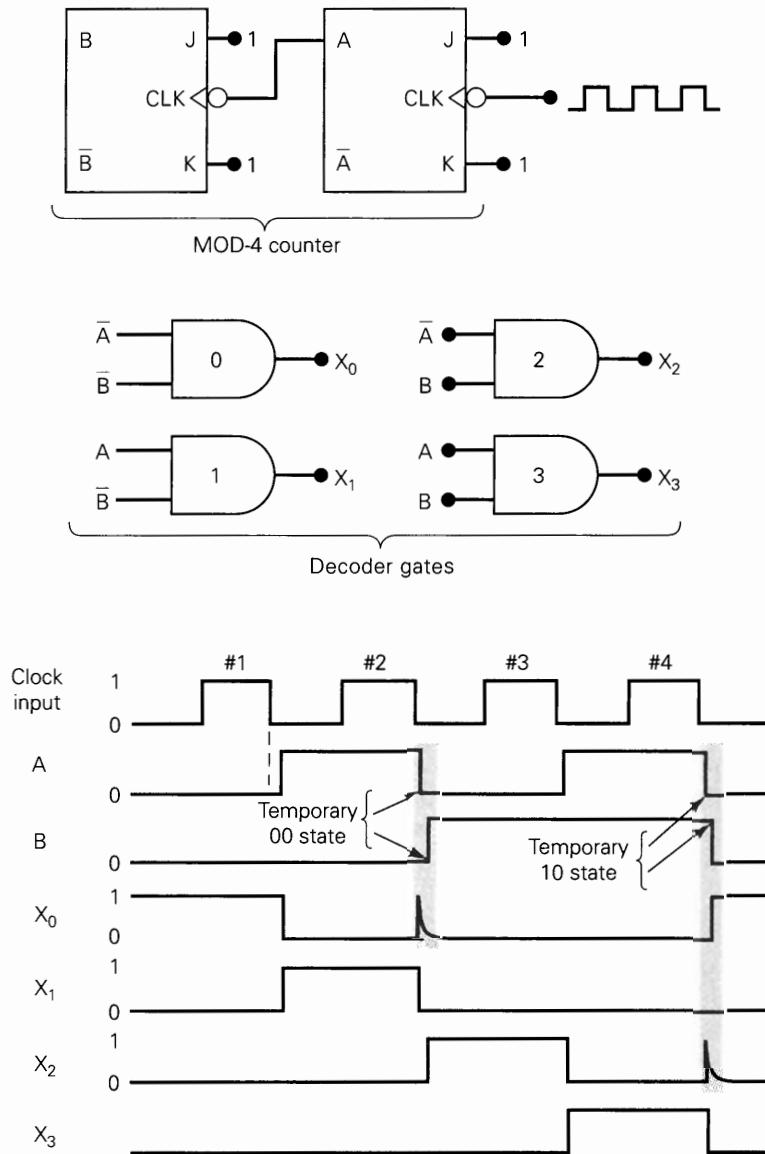 B J 1 A J 1
CLK CLK
B̅ K 1 A̅ K 1
MOD-4 counter
A̅ 0 X₀ A̅ 2 X₂
B̅ B
A 1 X₁ A 3 X₃
B̅ B
Decoder gates
#1 #2 #3 #4
Clock input 1
0
A
0
Temporary
00 state
B
0
Temporary
10 state
X₀ 1
0
X₁ 1
0
X₂ 1
0
X₃